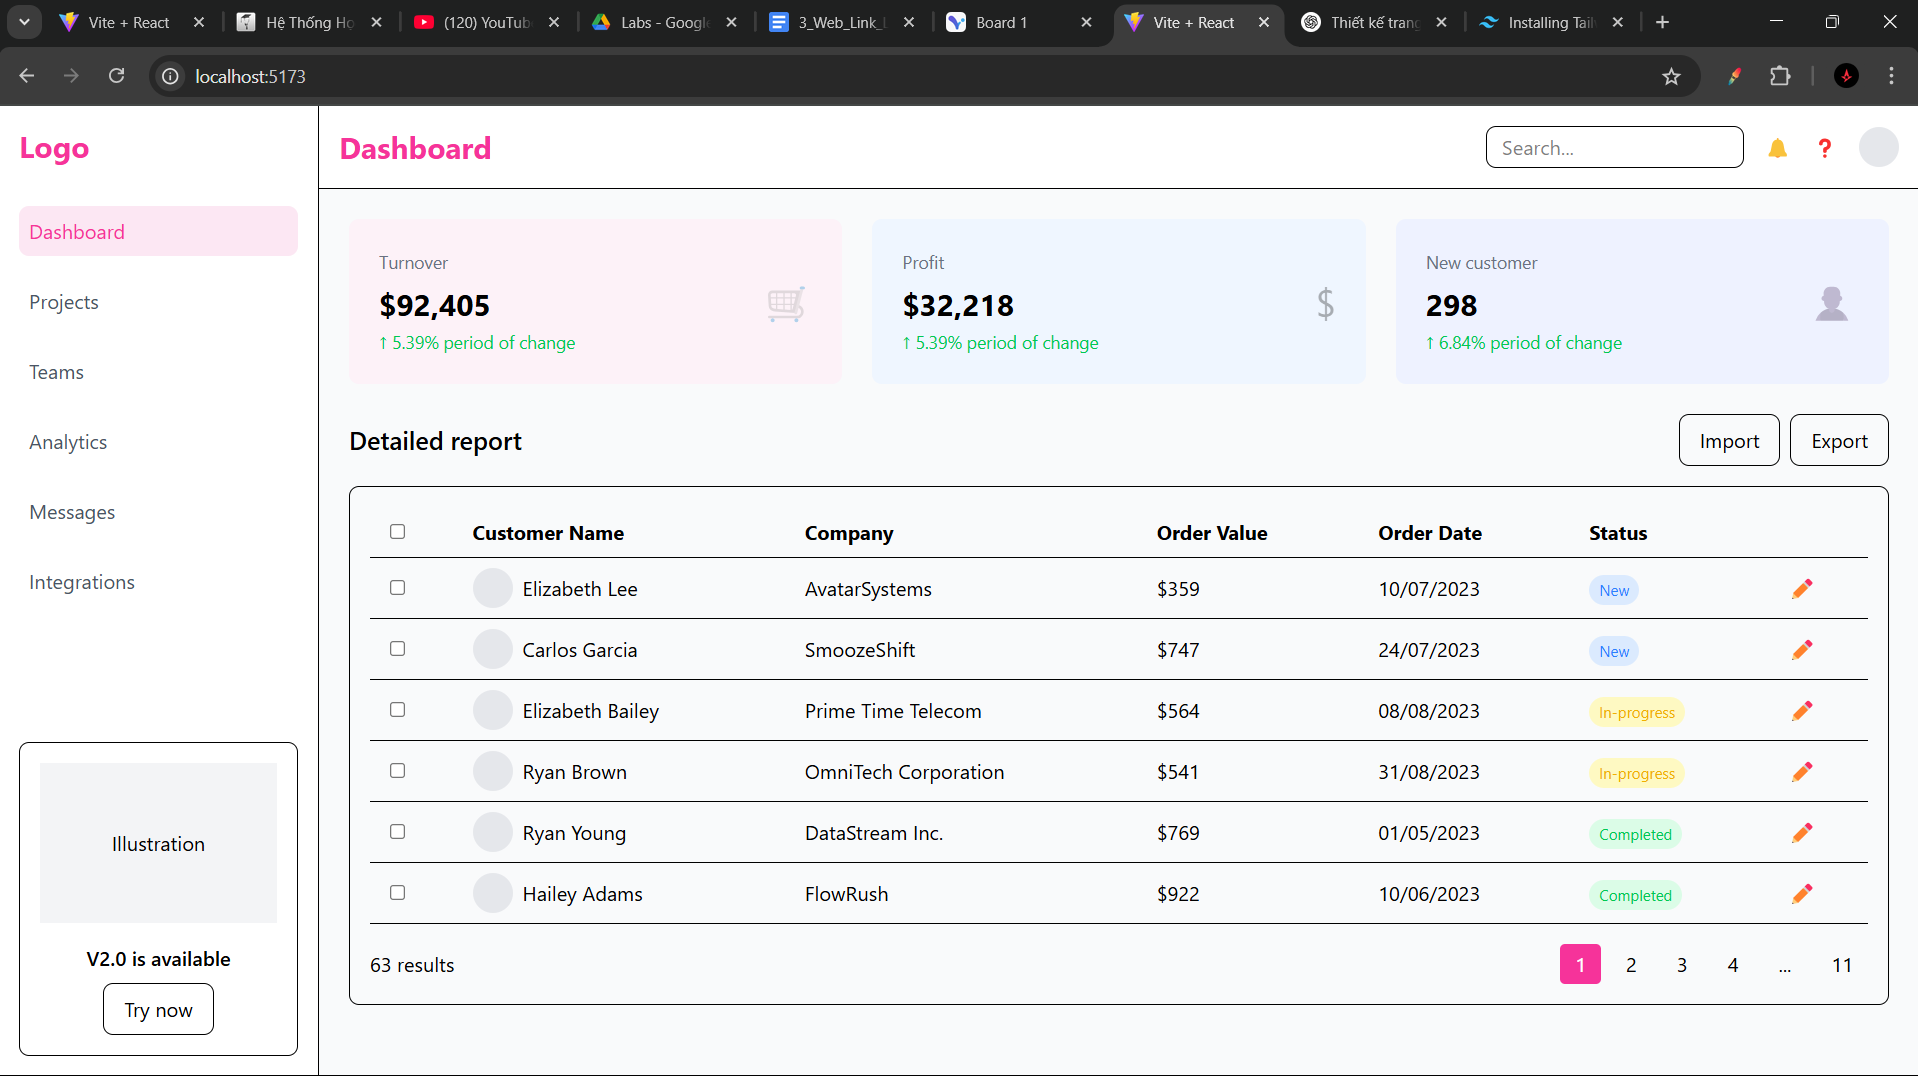 Vite + React
Hệ Thống Họ
(120) YouTub
Labs - Google
3_Web_Link_L
Board 1
Vite + React
Thiết kế trang
Installing Tail
localhost:5173
Logo
Dashboard
Search...
Dashboard
Projects
Teams
Analytics
Messages
Integrations
Illustration
V2.0 is available
Try now
Turnover
$92,405
↑ 5.39% period of change
Profit
$32,218
↑ 5.39% period of change
$
New customer
298
↑ 6.84% period of change
Detailed report
Import Export
Customer Name Company Order Value Order Date Status
Elizabeth Lee AvatarSystems $359 10/07/2023 New
Carlos Garcia SmoozeShift $747 24/07/2023 New
Elizabeth Bailey Prime Time Telecom $564 08/08/2023 In-progress
Ryan Brown OmniTech Corporation $541 31/08/2023 In-progress
Ryan Young DataStream Inc. $769 01/05/2023 Completed
Hailey Adams FlowRush $922 10/06/2023 Completed
63 results 1 2 3 4 ... 11